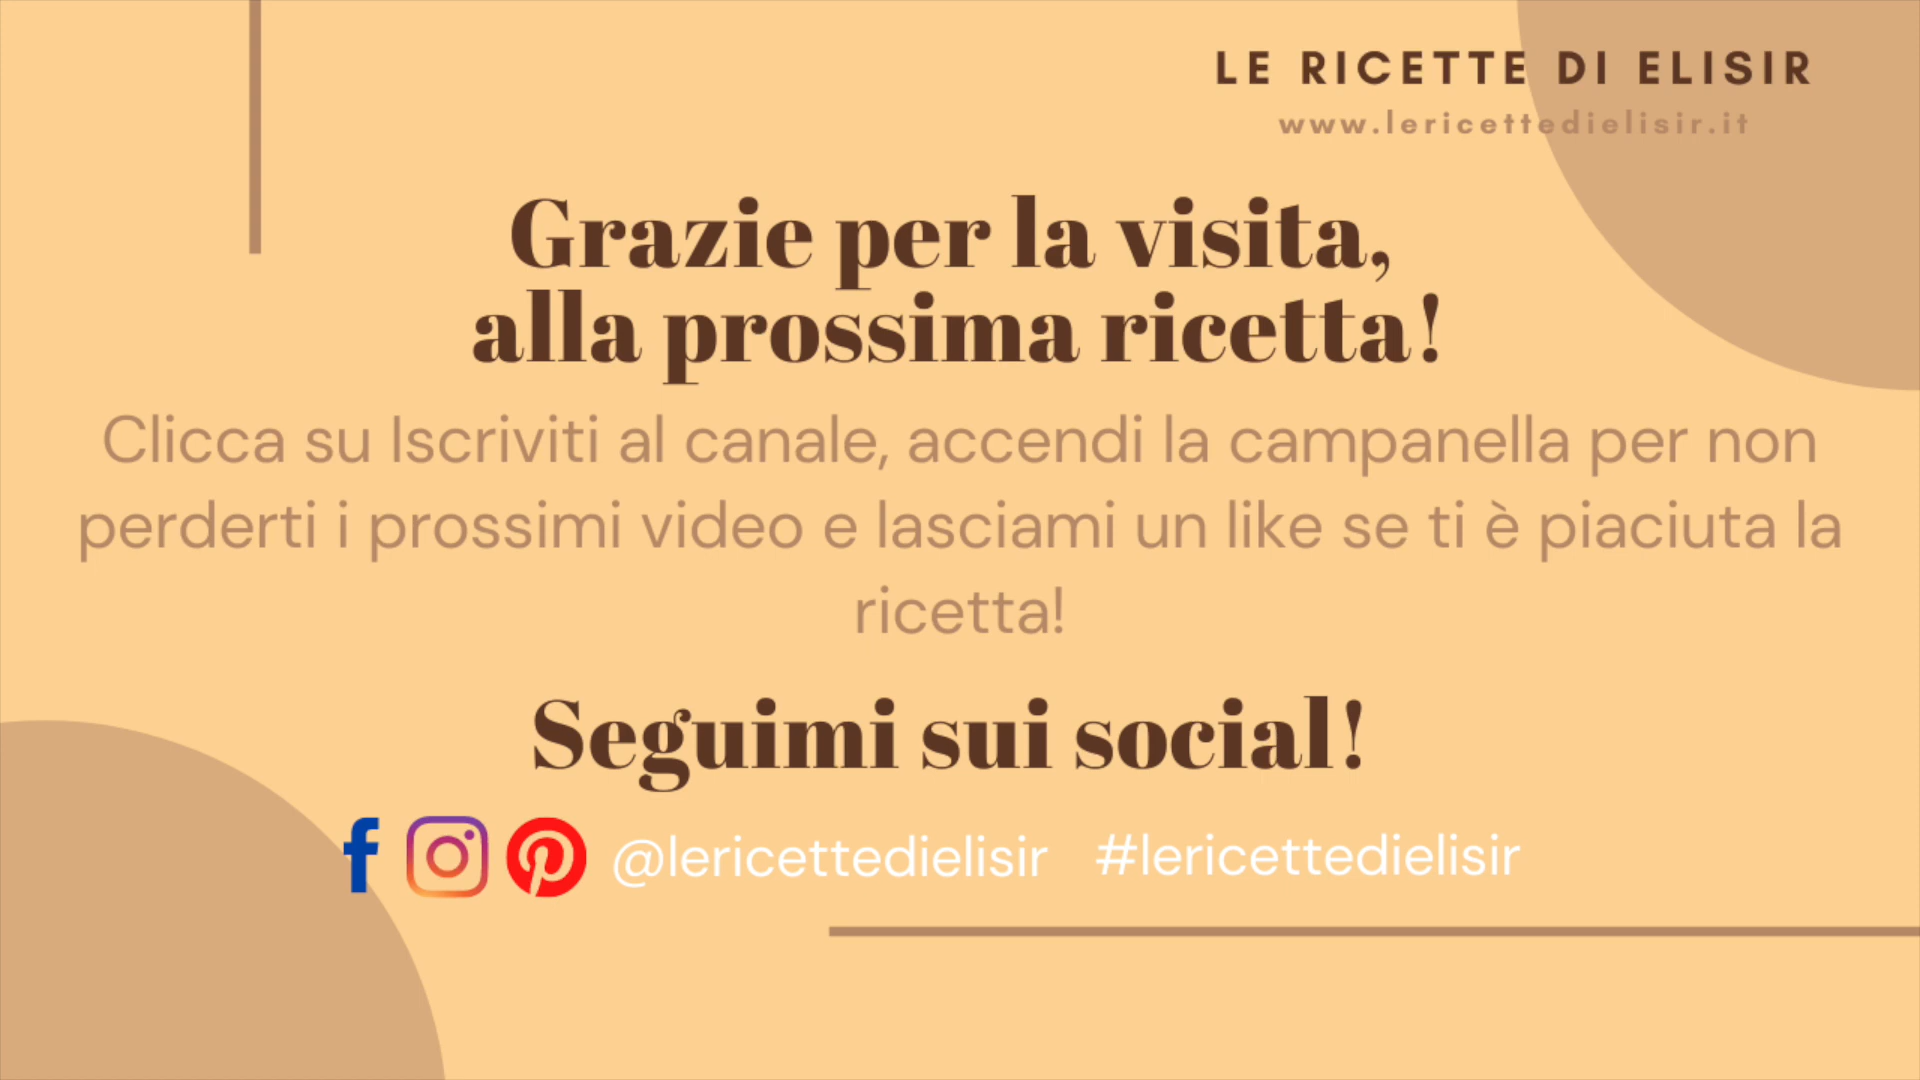 LE RICETTE DI ELISIR
www.lericettedielisir.it
Grazie per la visita,
alla prossima ricetta!
Clicca su Iscriviti al canale, accendi la campanella per non
perderti i prossimi video e lasciami un like se ti è piaciuta la
ricetta!
Seguimi sui social!
@lericettedielisir #lericettedielisir